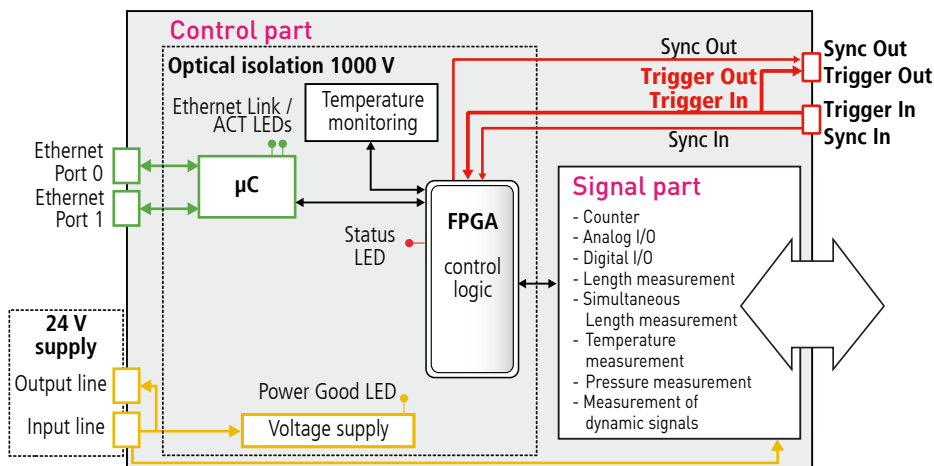 Control part
Optical isolation 1000 V
Ethernet Link /
ACT LEDs
Temperature
monitoring
Sync Out
Trigger Out
Trigger In
Sync In
Sync Out
Trigger Out
Trigger In
Sync In
Ethernet
Port 0
Ethernet
Port 1
µC
Status
LED
FPGA
control
logic
Signal part
- Counter
- Analog I/O
- Digital I/O
- Length measurement
- Simultaneous
Length measurement
- Temperature
measurement
- Pressure measurement
- Measurement of
dynamic signals
24 V
supply
Output line
Input line
Power Good LED
Voltage supply